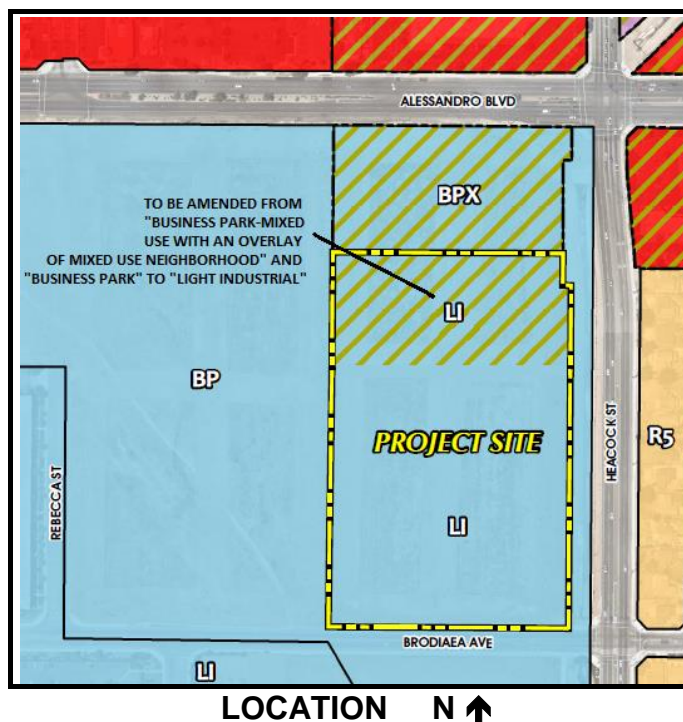 ALESSANDRO BLVD
BPX
TO BE AMENDED FROM
"BUSINESS PARK-MIXED
USE WITH AN OVERLAY
OF MIXED USE NEIGHBORHOOD" AND
"BUSINESS PARK" TO "LIGHT INDUSTRIAL"
LI
BP
HEACOCK ST
R5
PROJECT SITE
REBECCA ST
LI
BRODIAEA AVE
LI
LOCATION N